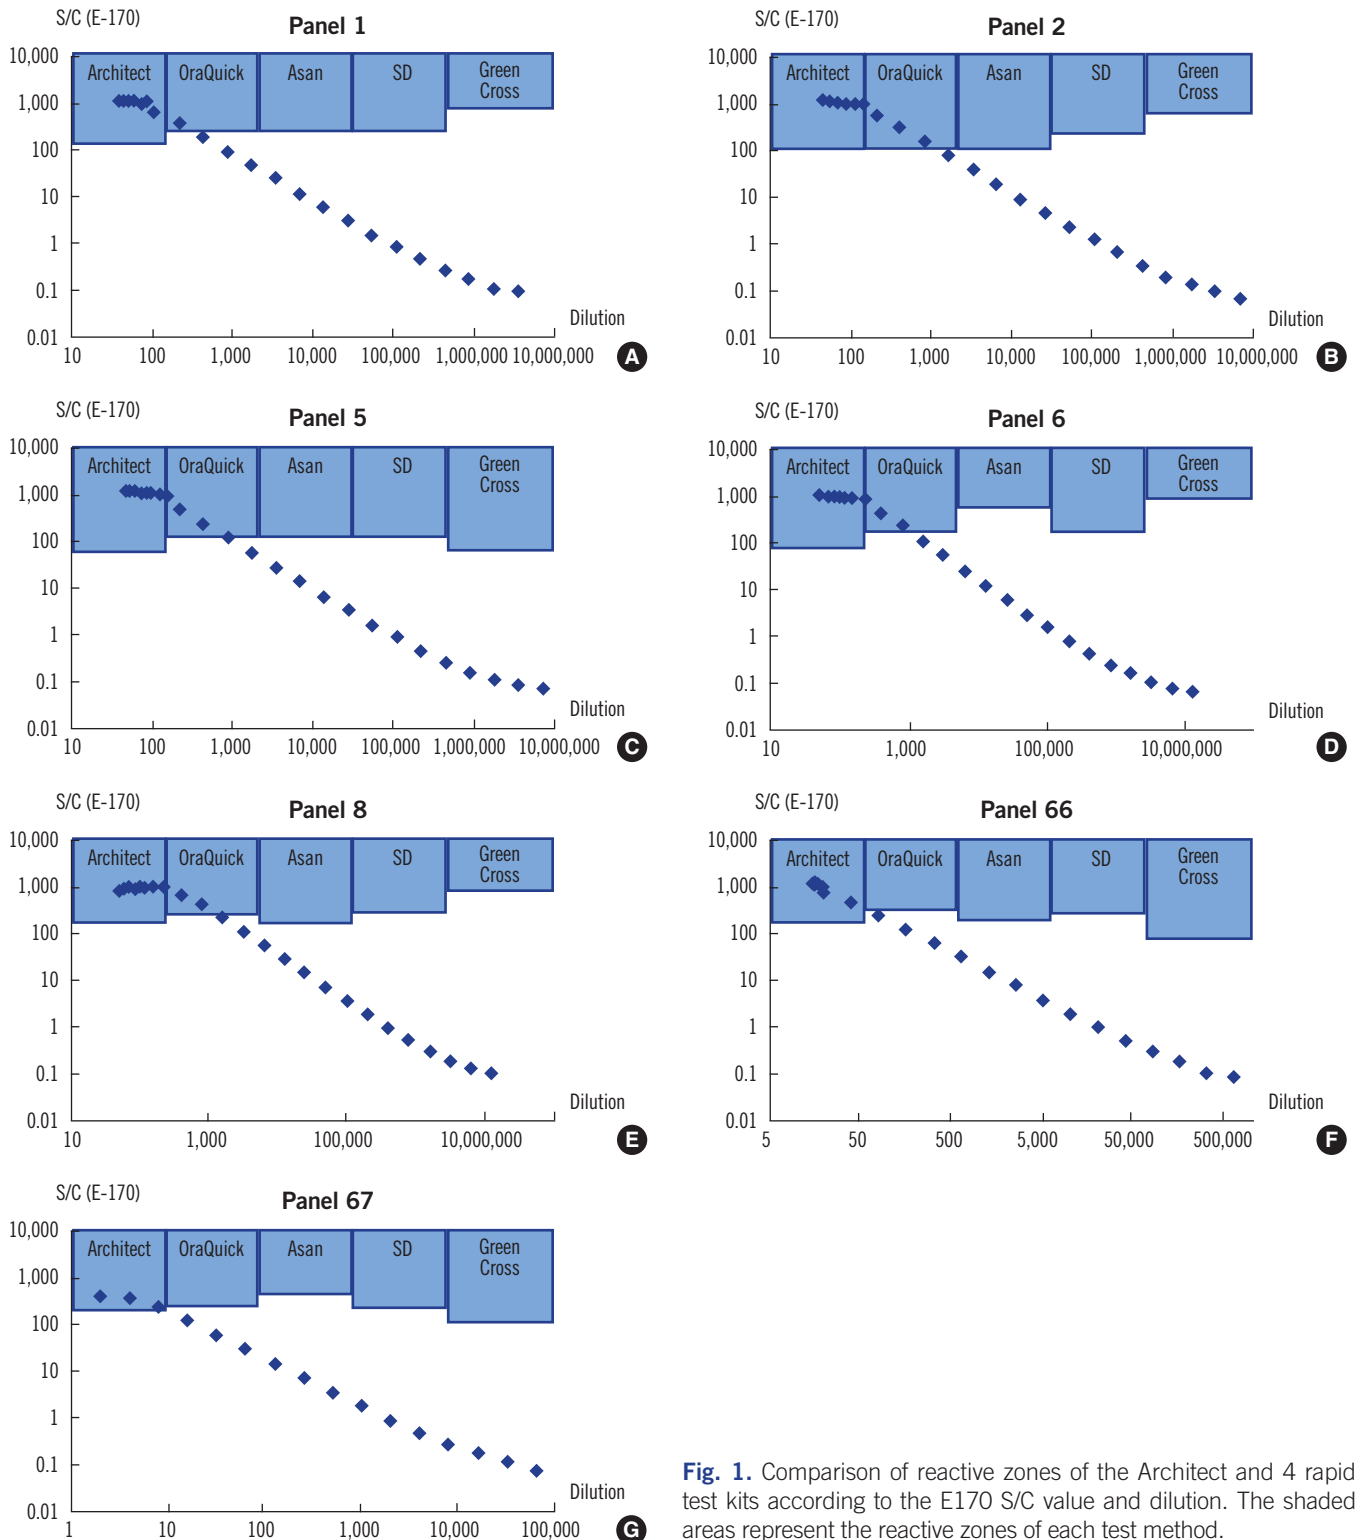 S/C (E-170)
Panel 1
10,000
1,000
100
10
1
0.1
0.01
Architect
OraQuick
Asan
SD
Green
Cross
Dilution
10 100 1,000 10,000 100,000 1,000,000 10,000,000
A
S/C (E-170)
Panel 2
10,000
1,000
100
10
1
0.1
0.01
Architect
OraQuick
Asan
SD
Green
Cross
Dilution
10 100 1,000 10,000 100,000 1,000,000 10,000,000
B
S/C (E-170)
Panel 5
10,000
1,000
100
10
1
0.1
0.01
Architect
OraQuick
Asan
SD
Green
Cross
Dilution
10 100 1,000 10,000 100,000 1,000,000 10,000,000
C
S/C (E-170)
Panel 6
10,000
1,000
100
10
1
0.1
0.01
Architect
OraQuick
Asan
SD
Green
Cross
Dilution
10 1,000 100,000 10,000,000
D
S/C (E-170)
Panel 8
10,000
1,000
100
10
1
0.1
0.01
Architect
OraQuick
Asan
SD
Green
Cross
Dilution
10 1,000 100,000 10,000,000
E
S/C (E-170)
Panel 66
10,000
1,000
100
10
1
0.1
0.01
Architect
OraQuick
Asan
SD
Green
Cross
Dilution
5 50 500 5,000 50,000 500,000
F
S/C (E-170)
Panel 67
10,000
1,000
100
10
1
0.1
0.01
Architect
OraQuick
Asan
SD
Green
Cross
Dilution
1 10 100 1,000 10,000 100,000
G
Fig. 1. Comparison of reactive zones of the Architect and 4 rapid
test kits according to the E170 S/C value and dilution. The shaded
areas represent the reactive zones of each test method.